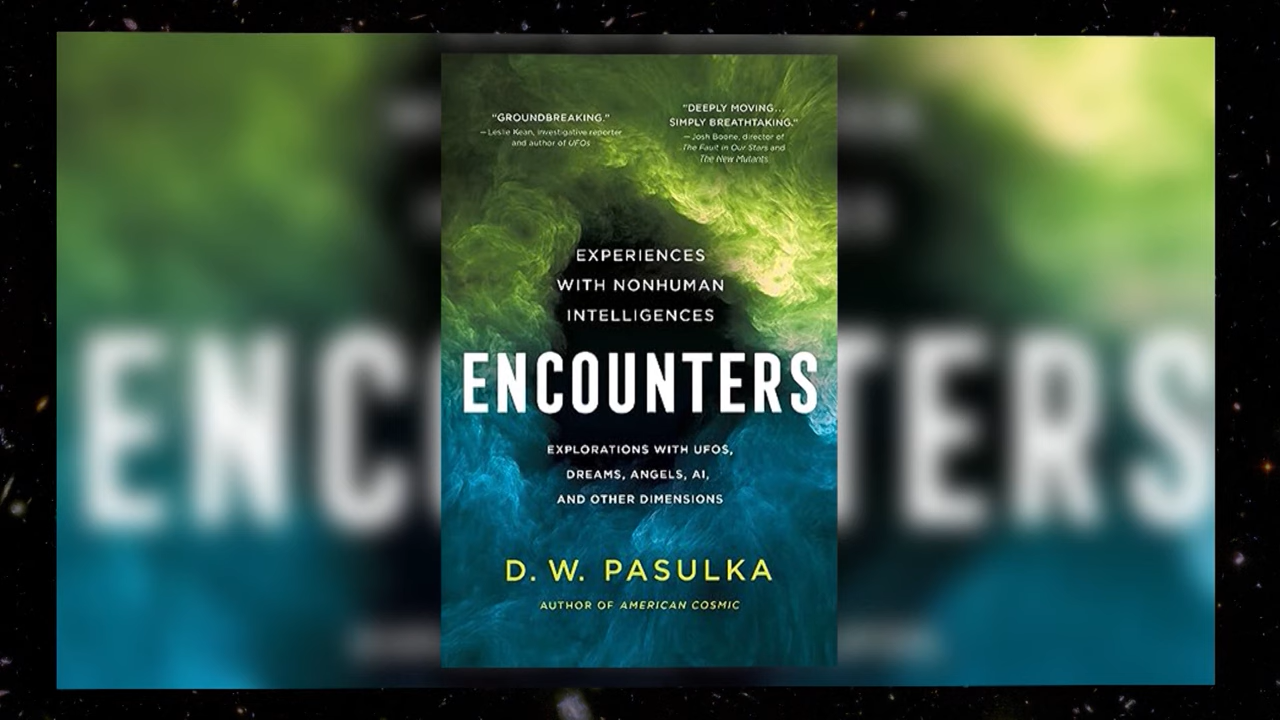 "GROUNDBREAKING."
— Leslie Kean, investigative reporter
and author of UFOs
"DEEPLY MOVING...
SIMPLY BREATHTAKING."
— Josh Boone, director of
The Fault in Our Stars and
The New Mutants
EXPERIENCES
WITH NONHUMAN
INTELLIGENCES
ENCOUNTERS
EXPLORATIONS WITH UFOS,
DREAMS, ANGELS, AI,
AND OTHER DIMENSIONS
D. W. PASULKA
AUTHOR OF AMERICAN COSMIC
ENC
TERS